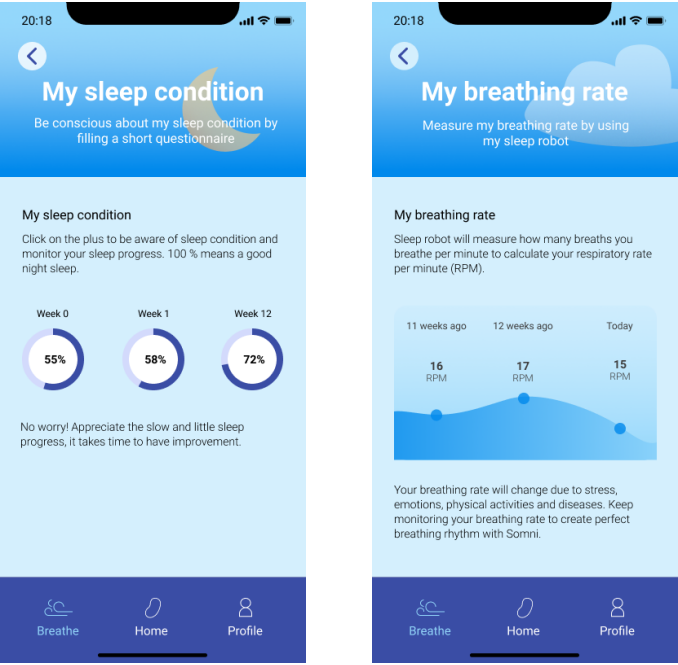 20:18
My sleep condition
Be conscious about my sleep condition by
filling a short questionnaire
My sleep condition
Click on the plus to be aware of sleep condition and
monitor your sleep progress. 100 % means a good
night sleep.
Week 0
Week 1
Week 12
55%
58%
72%
No worry! Appreciate the slow and little sleep
progress, it takes time to have improvement.
Breathe
Home
Profile
20:18
My breathing rate
Measure my breathing rate by using
my sleep robot
My breathing rate
Sleep robot will measure how many breaths you
breathe per minute to calculate your respiratory rate
per minute (RPM).
11 weeks ago
12 weeks ago
Today
16
RPM
17
RPM
15
RPM
Your breathing rate will change due to stress,
emotions, physical activities and diseases. Keep
monitoring your breathing rate to create perfect
breathing rhythm with Somni.
Breathe
Home
Profile